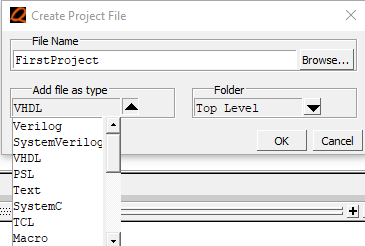 Create Project File
File Name
FirstProject
Browse...
Add file as type
VHDL
Folder
Top Level
Verilog
SystemVerilog
VHDL
PSL
Text
SystemC
TCL
Macro
OK
Cancel